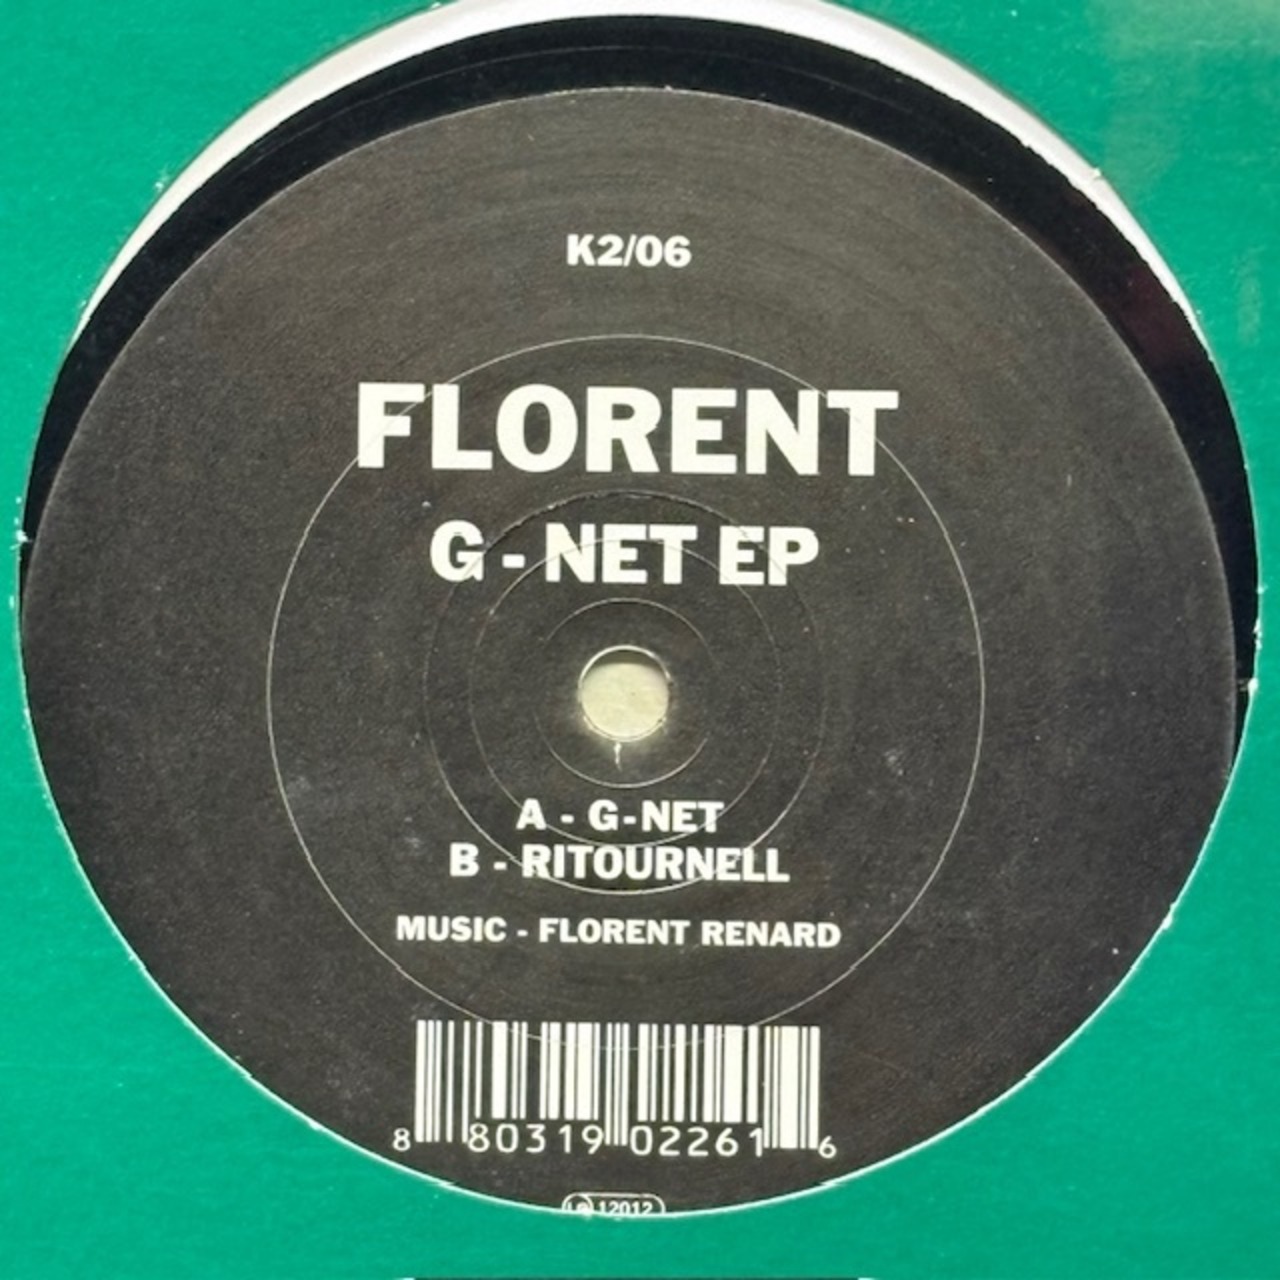 K2/06
FLORENT
G - NET EP
A - G-NET
B - RITOURNELL
MUSIC - FLORENT RENARD
8 80319 02261 6
LC 12012